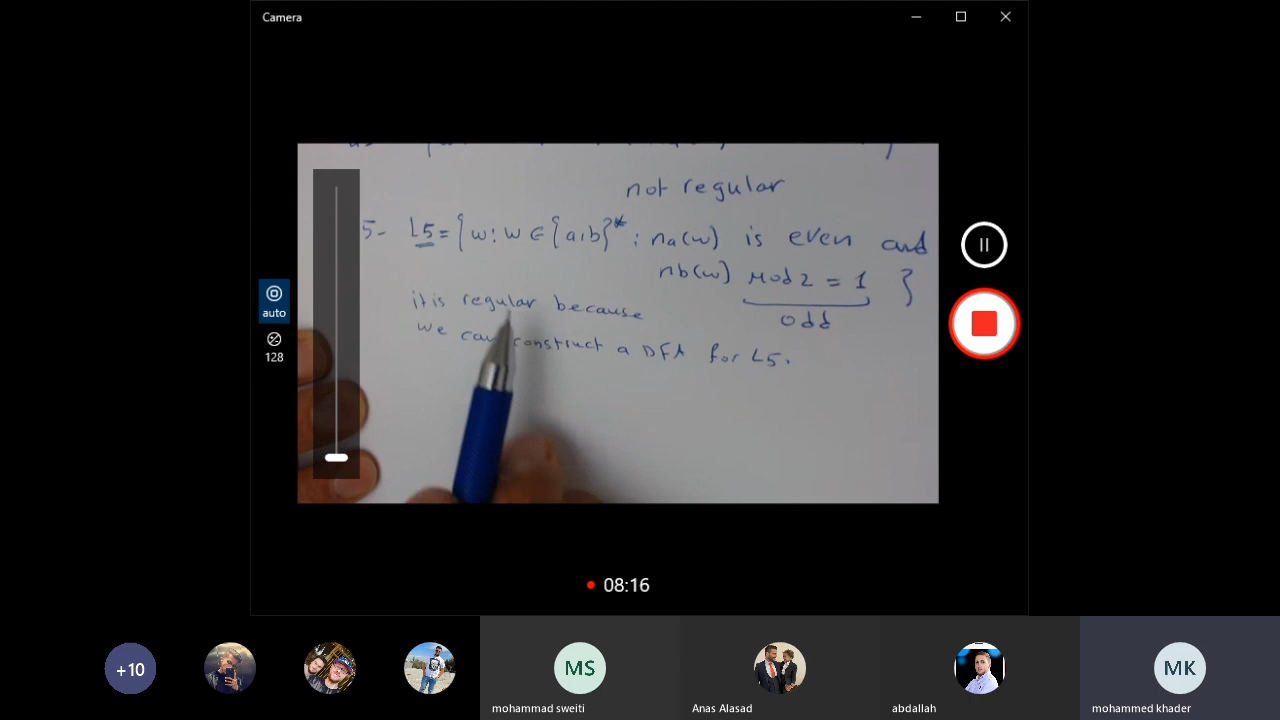 Camera
not regular
5- L5 = { w : w ∈ {a,b}* : na(w) is even and
nb(w) mod 2 = 1 }
odd
it is regular because
we can construct a DFA for L5.
auto
128
08:16
+10
MS
MK
mohammad sweiti
Anas Alasad
abdallah
mohammed khader